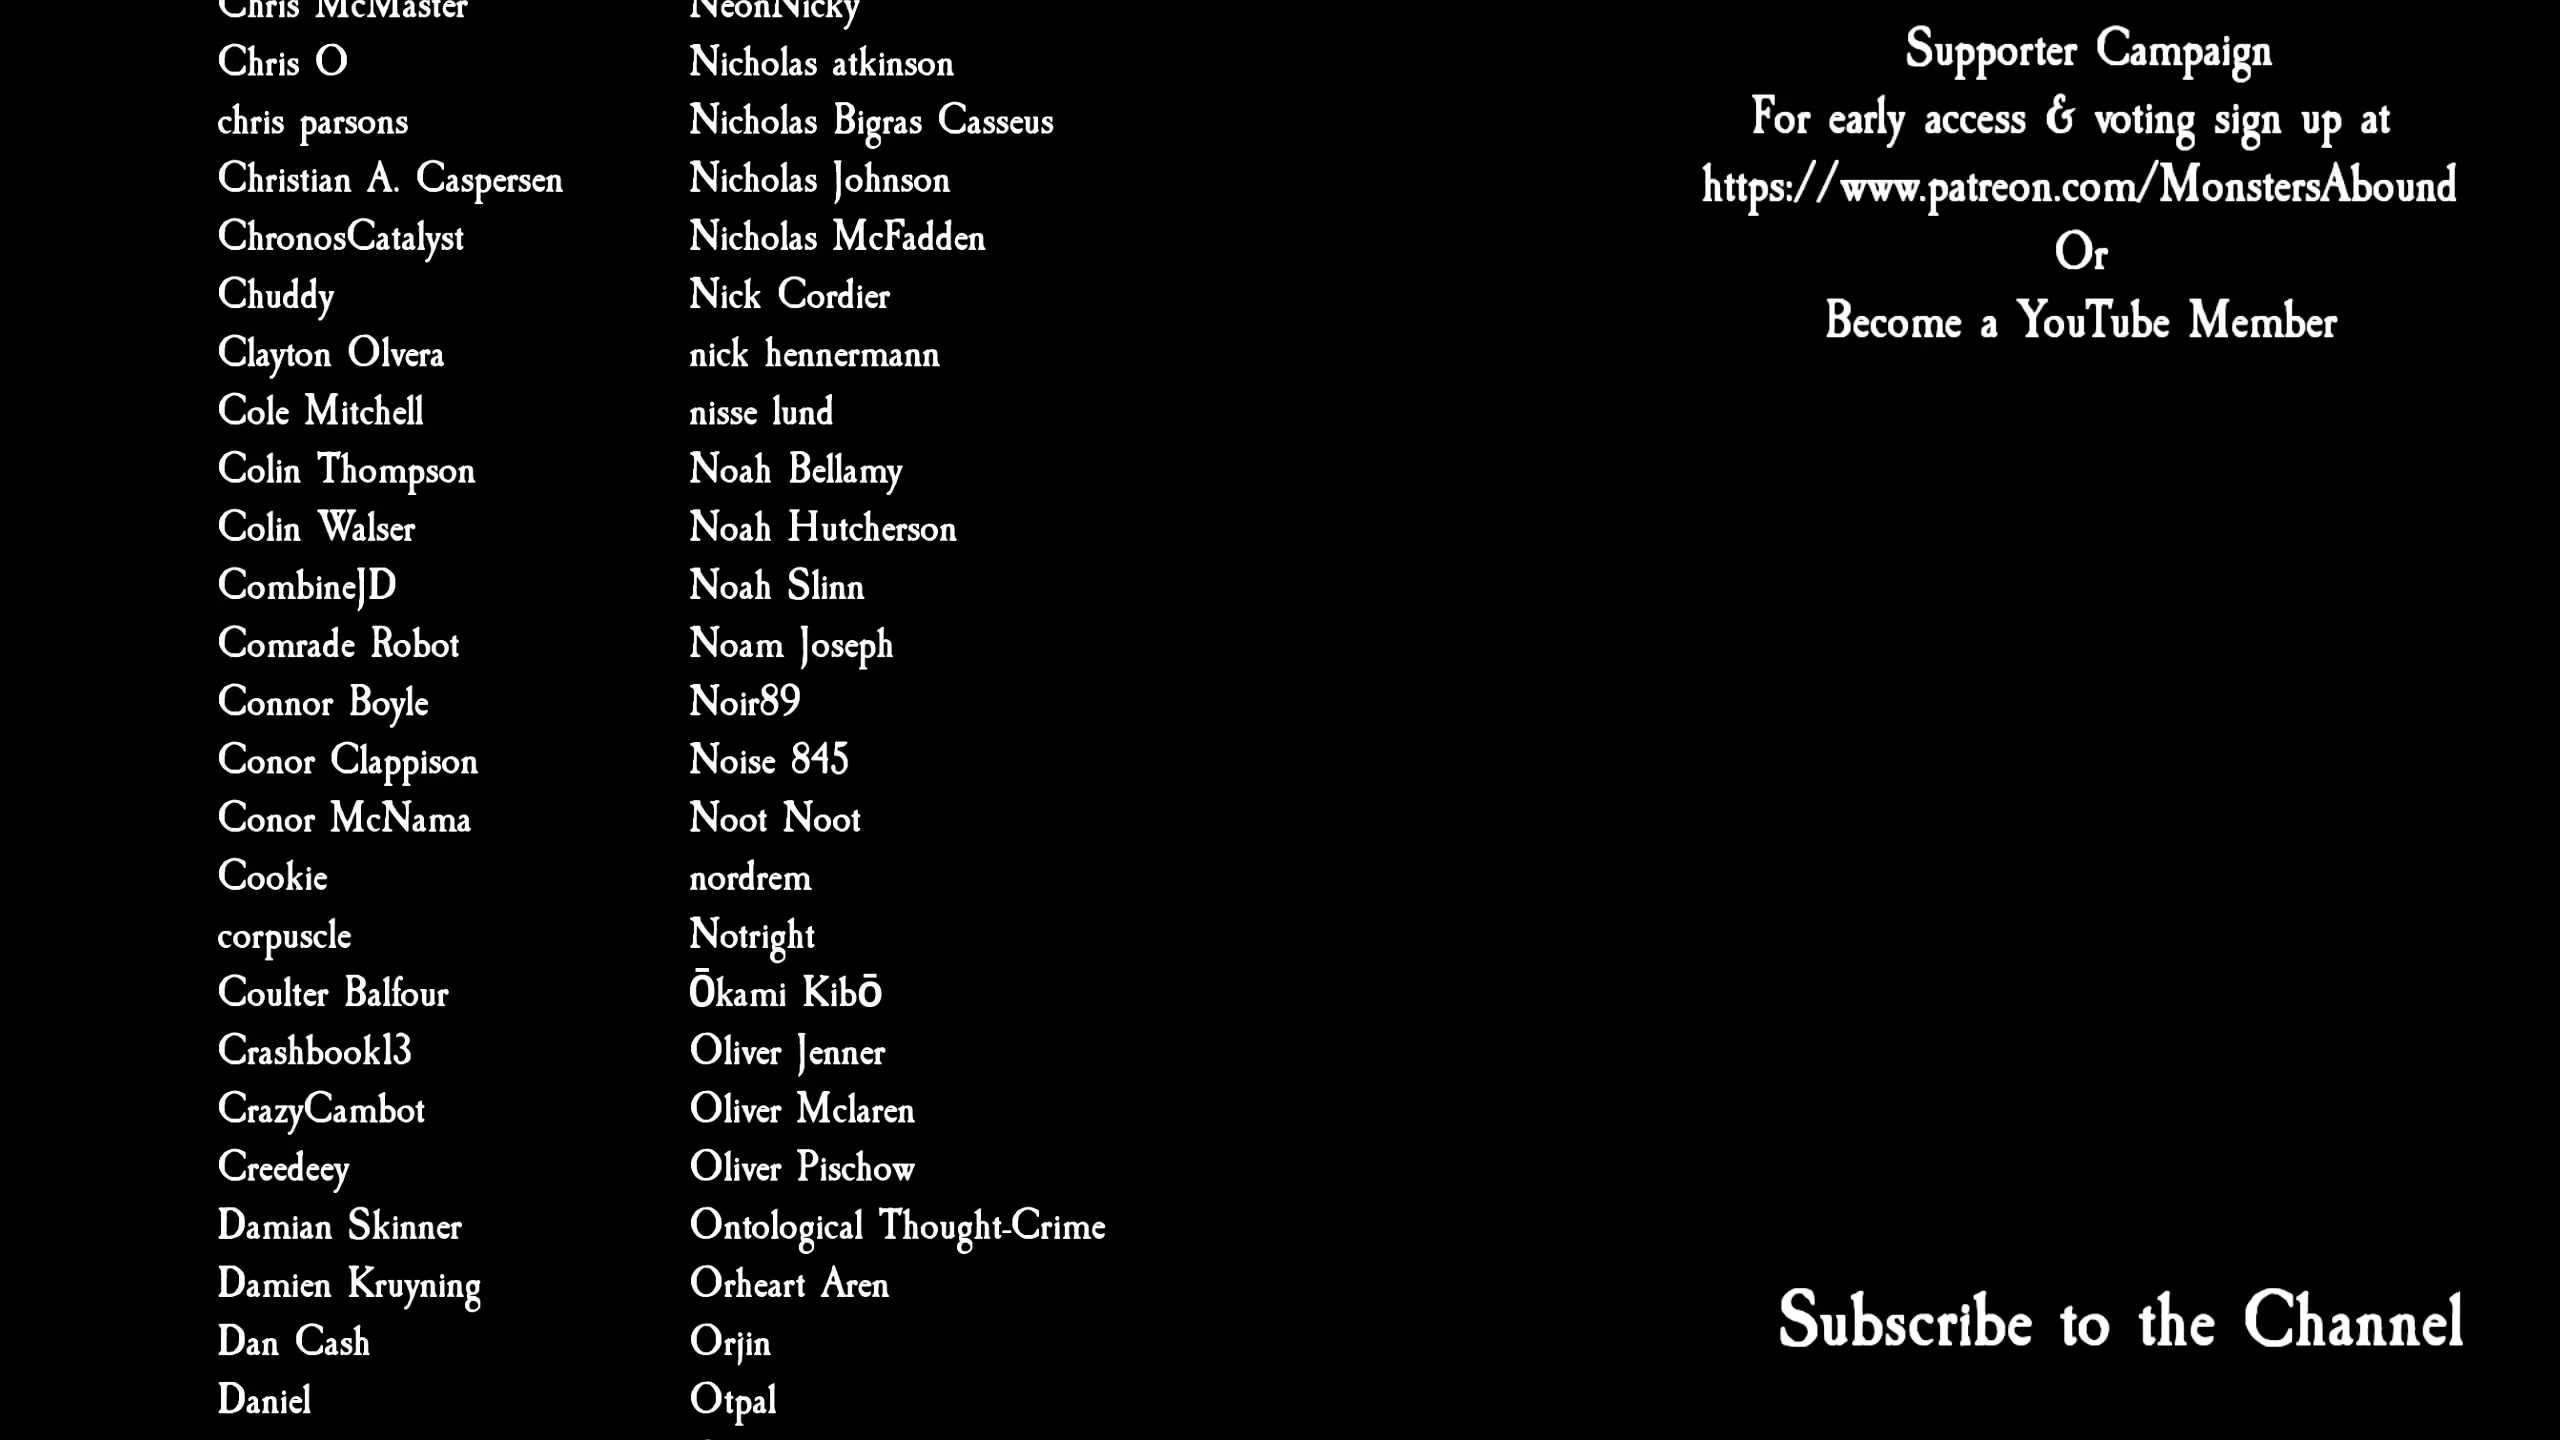 Chris McMaster
Chris O
chris parsons
Christian A. Caspersen
ChronosCatalyst
Chuddy
Clayton Olvera
Cole Mitchell
Colin Thompson
Colin Walser
CombineJD
Comrade Robot
Connor Boyle
Conor Clappison
Conor McNama
Cookie
corpuscle
Coulter Balfour
Crashbook13
CrazyCambot
Creedeey
Damian Skinner
Damien Kruyning
Dan Cash
Daniel
NeonNicky
Nicholas atkinson
Nicholas Bigras Casseus
Nicholas Johnson
Nicholas McFadden
Nick Cordier
nick hennermann
nisse lund
Noah Bellamy
Noah Hutcherson
Noah Slinn
Noam Joseph
Noir89
Noise 845
Noot Noot
nordrem
Notright
Ōkami Kibō
Oliver Jenner
Oliver Mclaren
Oliver Pischow
Ontological Thought-Crime
Orheart Aren
Orjin
Otpal
Supporter Campaign
For early access & voting sign up at
https://www.patreon.com/MonstersAbound
Or
Become a YouTube Member
Subscribe to the Channel